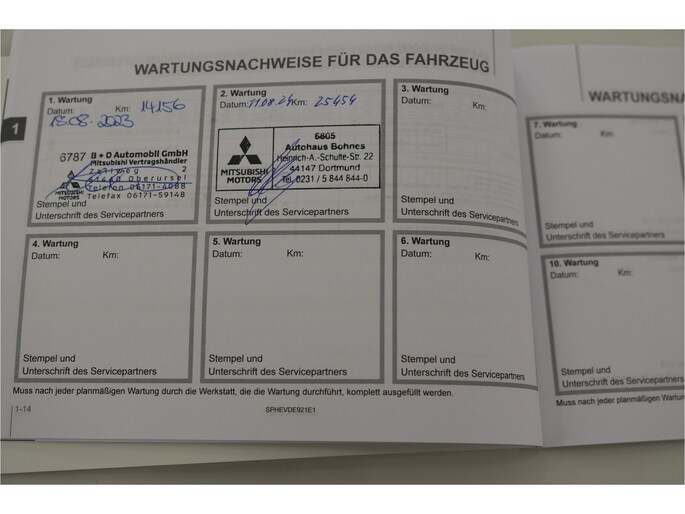 WARTUNGSNACHWEISE FÜR DAS FAHRZEUG
1. Wartung
Datum: Km: 14156
18.08.2023
6787 B + O Automobil GmbH
Mitsubishi Vertragshändler
2
61440 Oberursel
Telefon 06171-4088
Telefax 06171-59148
MITSUBISHI
MOTORS
Stempel und
Unterschrift des Servicepartners
2. Wartung
Datum: 11.08.24 Km: 25454
6805
Autohaus Bohnes
Heinrich-A.-Schulte-Str. 22
44147 Dortmund
Tel. 0231 / 5 844 844-0
MITSUBISHI
MOTORS
Stempel und
Unterschrift des Servicepartners
3. Wartung
Datum: Km:
Stempel und
Unterschrift des Servicepartners
1
4. Wartung
Datum: Km:
Stempel und
Unterschrift des Servicepartners
5. Wartung
Datum: Km:
Stempel und
Unterschrift des Servicepartners
6. Wartung
Datum: Km:
Stempel und
Unterschrift des Servicepartners
Muss nach jeder planmäßigen Wartung durch die Werkstatt, die die Wartung durchführt, komplett ausgefüllt werden.
1-14
SPHEVDE921E1
WARTUNGSNA
7. Wartung
Datum: Km:
Stempel und
Unterschrift des Servicepartners
10. Wartung
Datum: Km:
Stempel und
Unterschrift des Servicepartners
Muss nach jeder planmäßigen